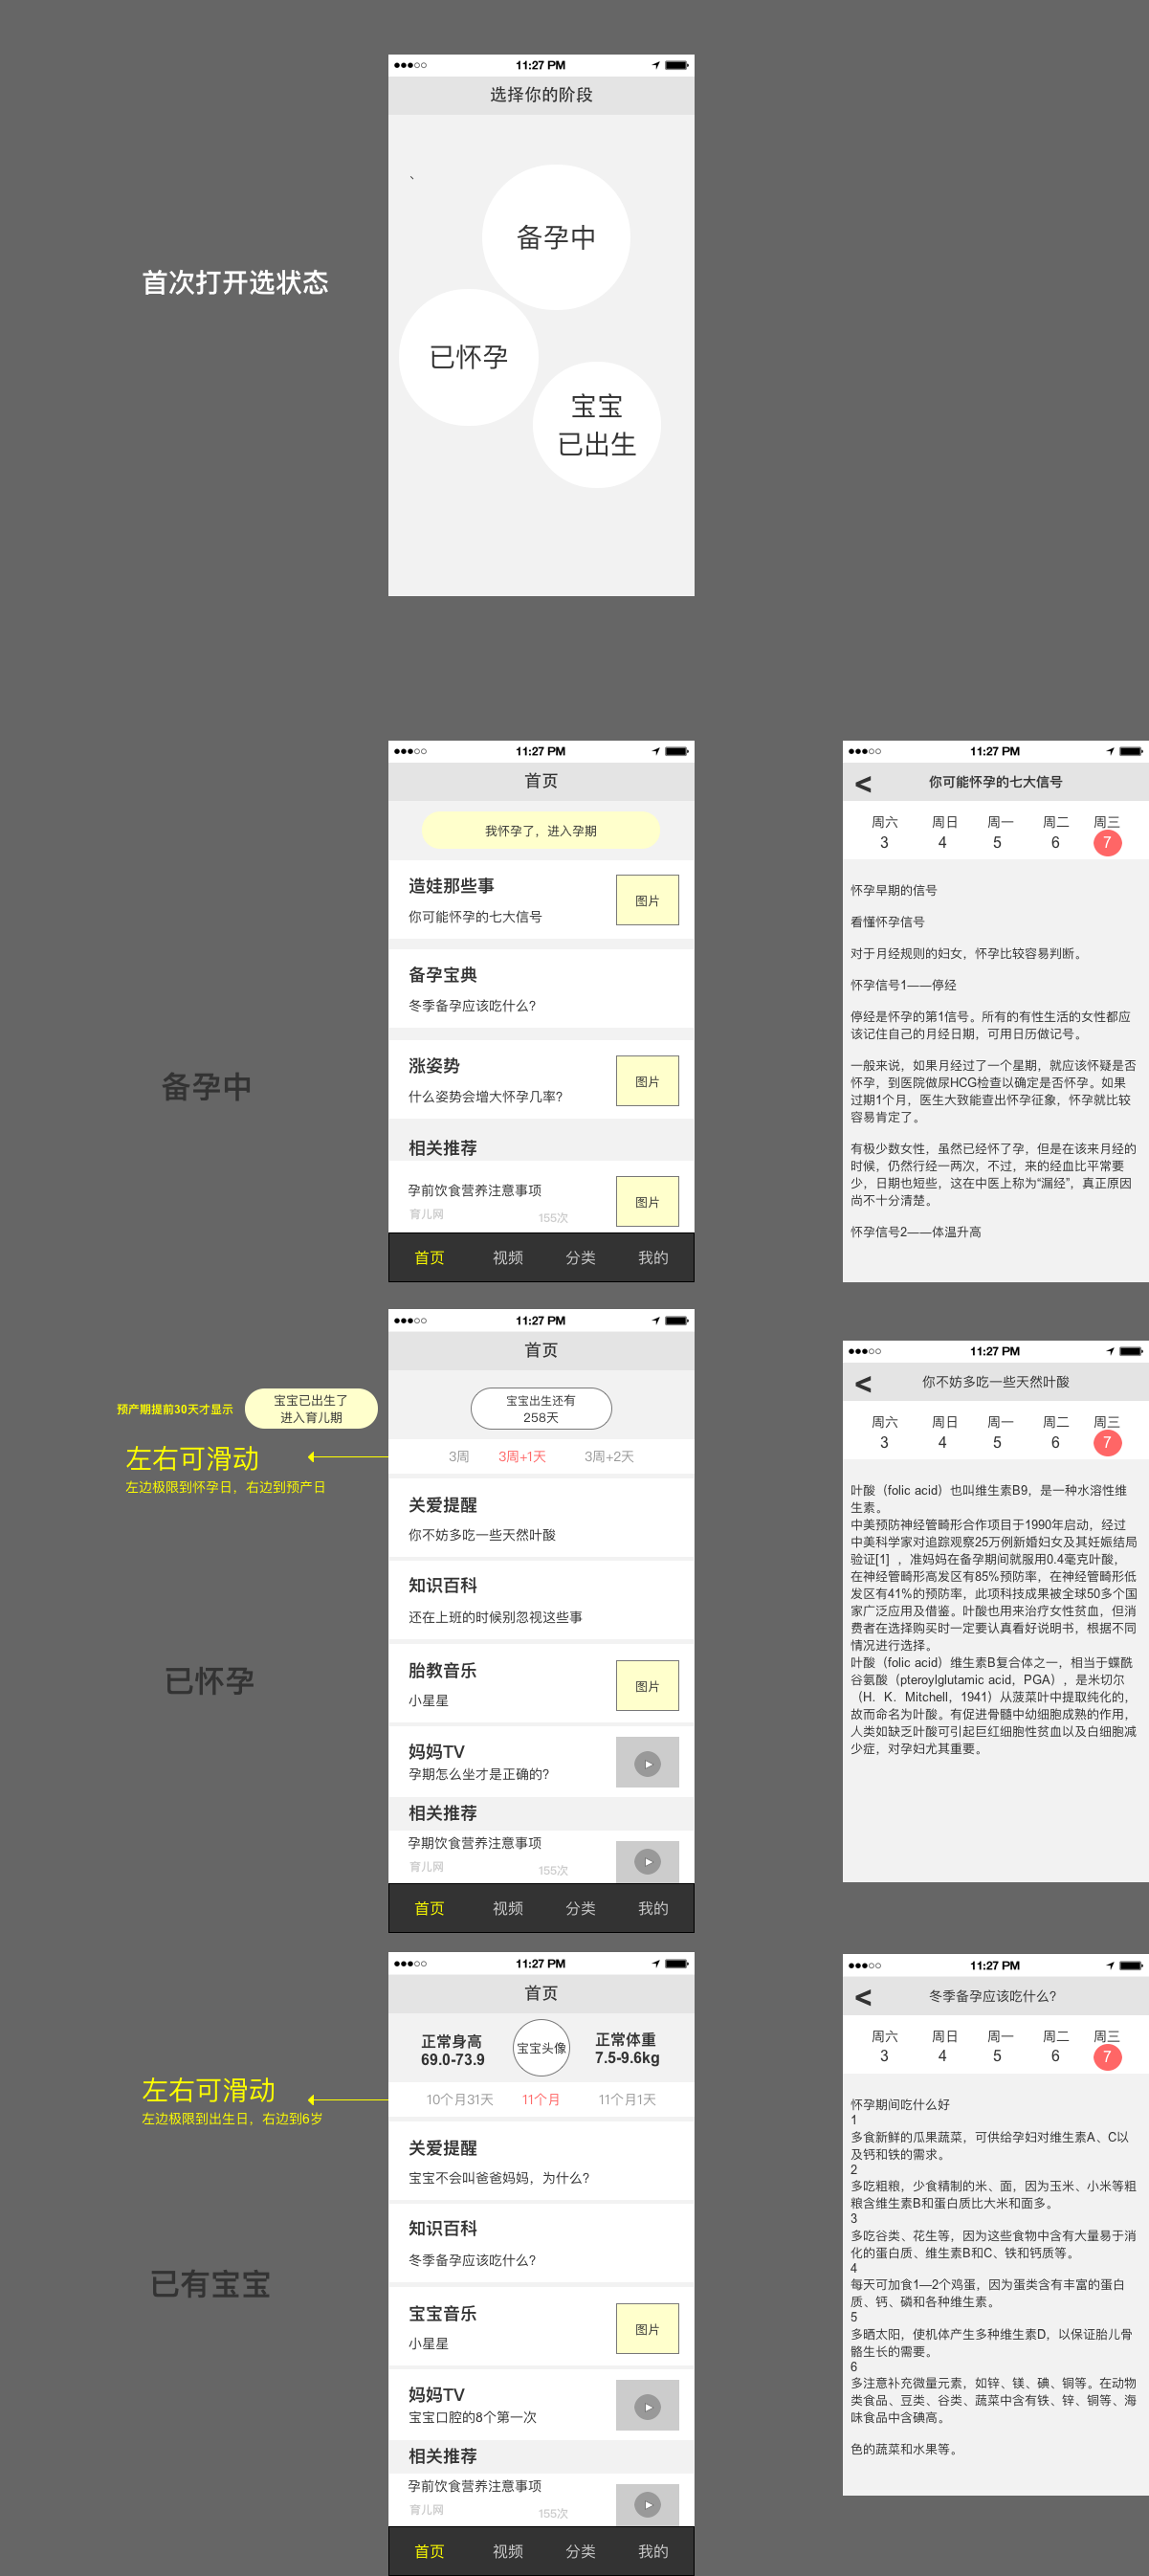 11:27 PM
选择你的阶段
、
备孕中
首次打开选状态
已怀孕
宝宝
已出生
11:27 PM
首页
我怀孕了，进入孕期
造娃那些事
你可能怀孕的七大信号
图片
备孕宝典
冬季备孕应该吃什么?
涨姿势
什么姿势会增大怀孕几率?
图片
备孕中
相关推荐
孕前饮食营养注意事项
育儿网
155次
图片
首页 视频 分类 我的
11:27 PM
< 你可能怀孕的七大信号
周六 周日 周一 周二 周三
3 4 5 6 7
怀孕早期的信号
看懂怀孕信号
对于月经规则的妇女，怀孕比较容易判断。
怀孕信号1——停经
停经是怀孕的第1信号。所有的有性生活的女性都应
该记住自己的月经日期，可用日历做记号。
一般来说，如果月经过了一个星期，就应该怀疑是否
怀孕，到医院做尿HCG检查以确定是否怀孕。如果
过期1个月，医生大致能查出怀孕征象，怀孕就比较
容易肯定了。
有极少数女性，虽然已经怀了孕，但是在该来月经的
时候，仍然行经一两次，不过，来的经血比平常要
少，日期也短些，这在中医上称为“漏经”，真正原因
尚不十分清楚。
怀孕信号2——体温升高
11:27 PM
首页
预产期提前30天才显示
宝宝已出生了
进入育儿期
宝宝出生还有
258天
左右可滑动
左边极限到怀孕日，右边到预产日
3周 3周+1天 3周+2天
关爱提醒
你不妨多吃一些天然叶酸
知识百科
还在上班的时候别忽视这些事
已怀孕
胎教音乐
小星星
图片
妈妈TV
孕期怎么坐才是正确的?
相关推荐
孕期饮食营养注意事项
育儿网
155次
首页 视频 分类 我的
11:27 PM
< 你不妨多吃一些天然叶酸
周六 周日 周一 周二 周三
3 4 5 6 7
叶酸（folic acid）也叫维生素B9，是一种水溶性维
生素。
中美预防神经管畸形合作项目于1990年启动，经过
中美科学家对追踪观察25万例新婚妇女及其妊娠结局
验证[1] ，准妈妈在备孕期间就服用0.4毫克叶酸，
在神经管畸形高发区有85%预防率，在神经管畸形低
发区有41%的预防率，此项科技成果被全球50多个国
家广泛应用及借鉴。叶酸也用来治疗女性贫血，但消
费者在选择购买时一定要认真看好说明书，根据不同
情况进行选择。
叶酸（folic acid）维生素B复合体之一，相当于蝶酰
谷氨酸（pteroylglutamic acid，PGA），是米切尔
（H．K．Mitchell，1941）从菠菜叶中提取纯化的，
故而命名为叶酸。有促进骨髓中幼细胞成熟的作用，
人类如缺乏叶酸可引起巨红细胞性贫血以及白细胞减
少症，对孕妇尤其重要。
11:27 PM
首页
正常身高
69.0-73.9
宝宝头像
正常体重
7.5-9.6kg
左右可滑动
左边极限到出生日，右边到6岁
10个月31天 11个月 11个月1天
关爱提醒
宝宝不会叫爸爸妈妈，为什么?
知识百科
冬季备孕应该吃什么?
已有宝宝
宝宝音乐
小星星
图片
妈妈TV
宝宝口腔的8个第一次
相关推荐
孕前饮食营养注意事项
育儿网
155次
首页 视频 分类 我的
11:27 PM
< 冬季备孕应该吃什么?
周六 周日 周一 周二 周三
3 4 5 6 7
怀孕期间吃什么好
1
多食新鲜的瓜果蔬菜，可供给孕妇对维生素A、C以
及钙和铁的需求。
2
多吃粗粮，少食精制的米、面，因为玉米、小米等粗
粮含维生素B和蛋白质比大米和面多。
3
多吃谷类、花生等，因为这些食物中含有大量易于消
化的蛋白质、维生素B和C、铁和钙质等。
4
每天可加食1—2个鸡蛋，因为蛋类含有丰富的蛋白
质、钙、磷和各种维生素。
5
多晒太阳，使机体产生多种维生素D，以保证胎儿骨
骼生长的需要。
6
多注意补充微量元素，如锌、镁、碘、铜等。在动物
类食品、豆类、谷类、蔬菜中含有铁、锌、铜等、海
味食品中含碘高。
色的蔬菜和水果等。